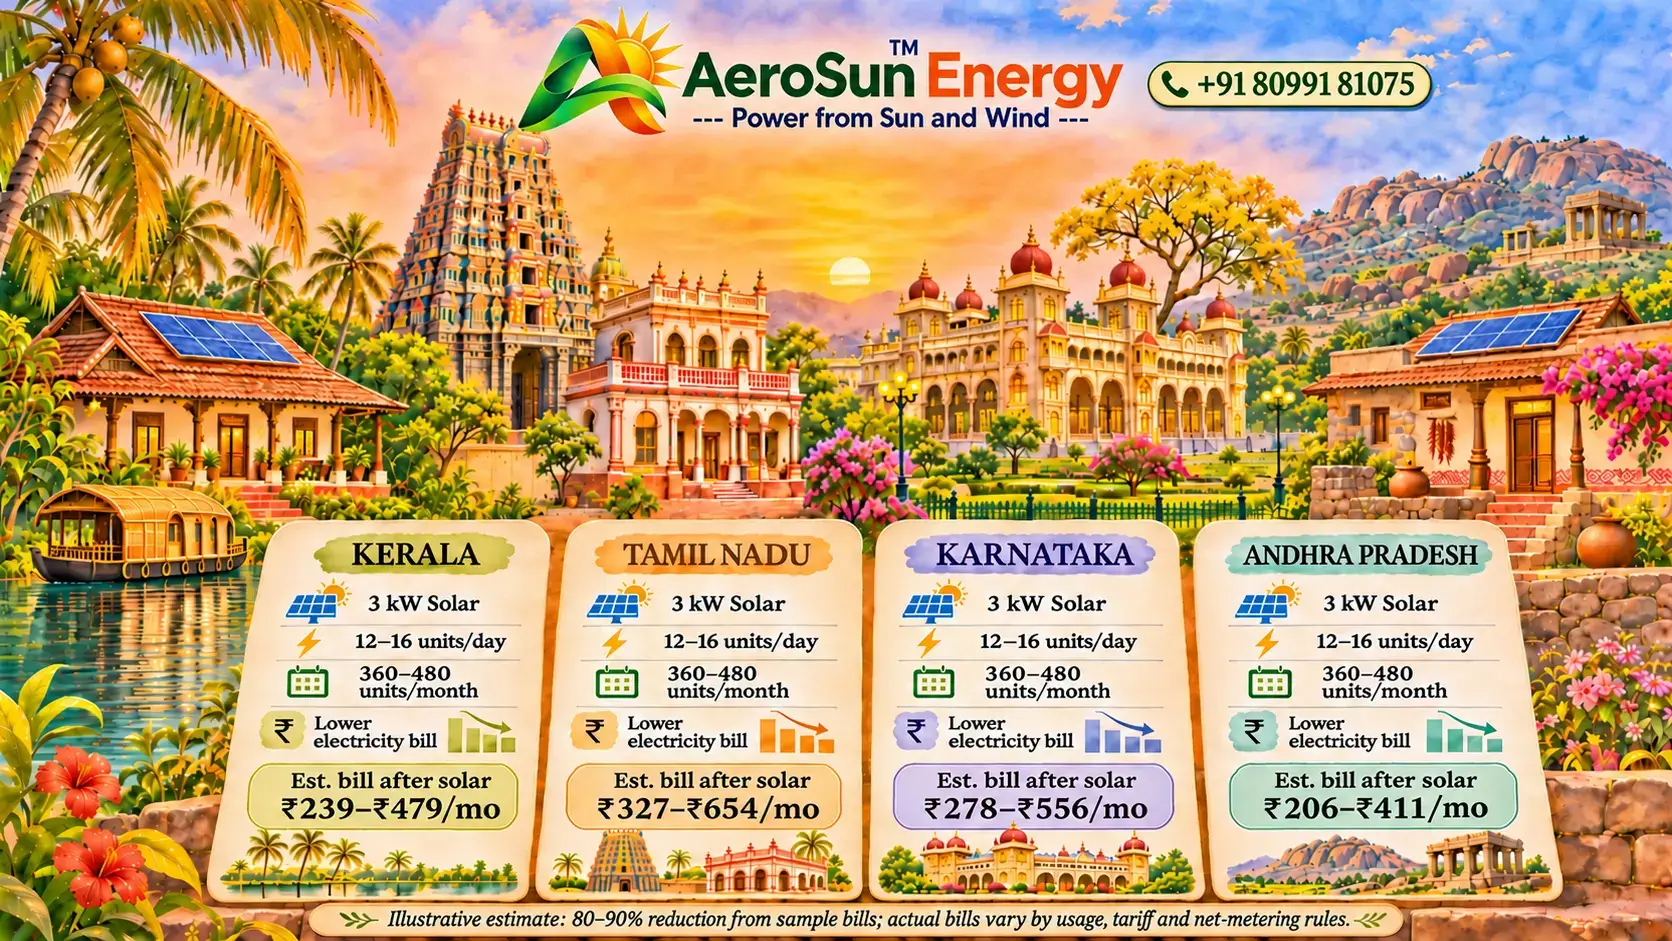 AeroSun Energy™
--- Power from Sun and Wind ---
+91 80991 81075
KERALA
3 kW Solar
12–16 units/day
360–480
units/month
₹ Lower
electricity bill
Est. bill after solar
₹239–₹479/mo
TAMIL NADU
3 kW Solar
12–16 units/day
360–480
units/month
₹ Lower
electricity bill
Est. bill after solar
₹327–₹654/mo
KARNATAKA
3 kW Solar
12–16 units/day
360–480
units/month
₹ Lower
electricity bill
Est. bill after solar
₹278–₹556/mo
ANDHRA PRADESH
3 kW Solar
12–16 units/day
360–480
units/month
₹ Lower
electricity bill
Est. bill after solar
₹206–₹411/mo
Illustrative estimate: 80–90% reduction from sample bills; actual bills vary by usage, tariff and net-metering rules.